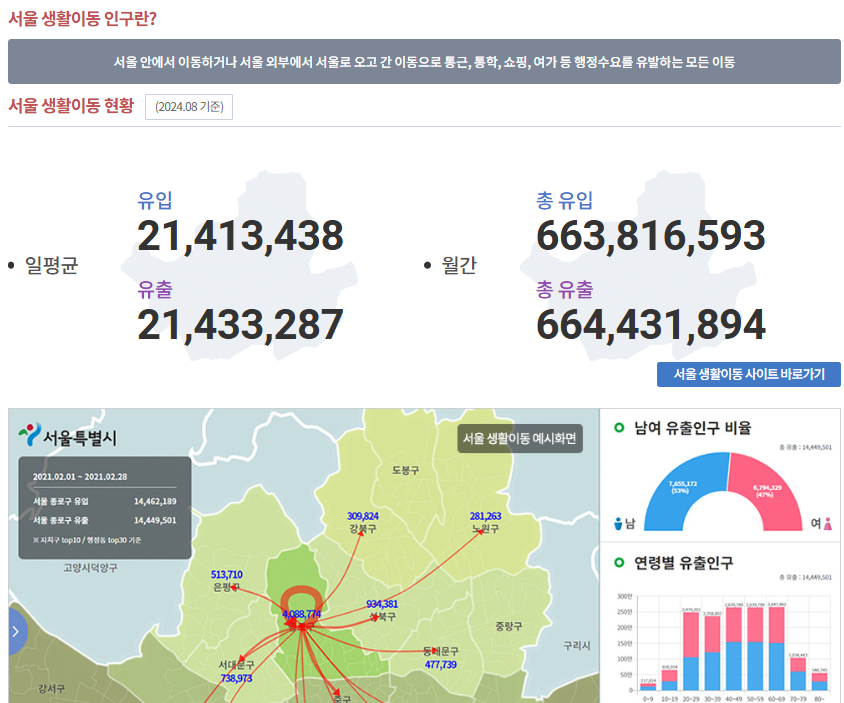 서울 생활이동 인구란?
서울 안에서 이동하거나 서울 외부에서 서울로 오고 간 이동으로 통근, 통학, 쇼핑, 여가 등 행정수요를 유발하는 모든 이동
서울 생활이동 현황 (2024.08 기준)
• 일평균
유입
21,413,438
유출
21,433,287
• 월간
총 유입
663,816,593
총 유출
664,431,894
서울 생활이동 사이트 바로가기
서울특별시
서울 생활이동 예시화면
2021.02.01 ~ 2021.02.28
서울 종로구 유입 14,462,189
서울 종로구 유출 14,449,501
※ 자치구 top10 / 행정동 top30 기준
고양시덕양구
도봉구
309,824
강북구
281,263
노원구
513,710
은평구
4,088,774
934,381
성북구
중랑구
구리시
동대문구
477,739
서대문구
738,973
중구
강서구
남여 유출인구 비율
총 유출 : 14,449,501
7,655,172
(53%)
6,794,329
(47%)
남
여
연령별 유출인구
총 유출 : 14,449,501
300만
250만
200만
150만
100만
50만
0
0~9 10~19 20~29 30~39 40~49 50~59 60~69 70~79 80~